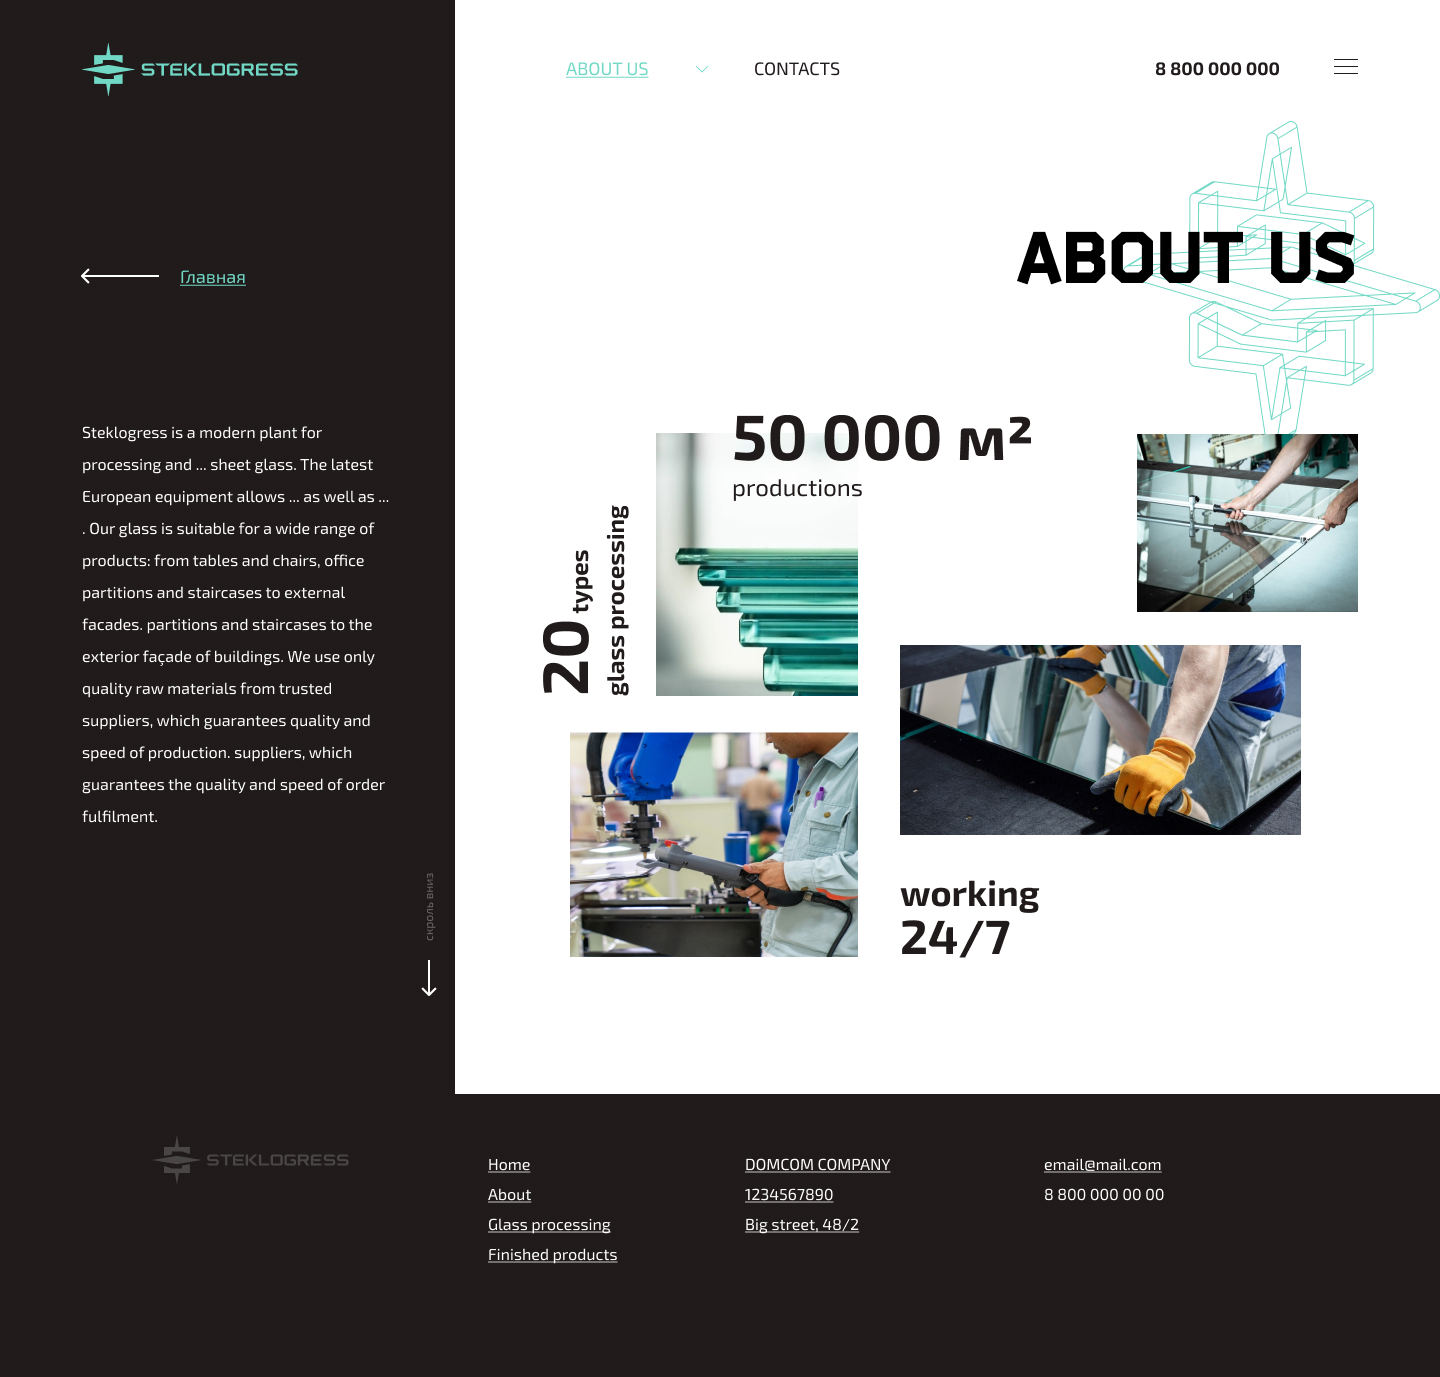 STEKLOGRESS
ABOUT US
CONTACTS
8 800 000 000
ABOUT US
Главная
Steklogress is a modern plant for
processing and ... sheet glass. The latest
European equipment allows ... as well as ...
. Our glass is suitable for a wide range of
products: from tables and chairs, office
partitions and staircases to external
facades. partitions and staircases to the
exterior façade of buildings. We use only
quality raw materials from trusted
suppliers, which guarantees quality and
speed of production. suppliers, which
guarantees the quality and speed of order
fulfilment.
скроль вниз
50 000 м²
productions
20 types
glass processing
working
24/7
STEKLOGRESS
Home
About
Glass processing
Finished products
DOMCOM COMPANY
1234567890
Big street, 48/2
email@mail.com
8 800 000 00 00